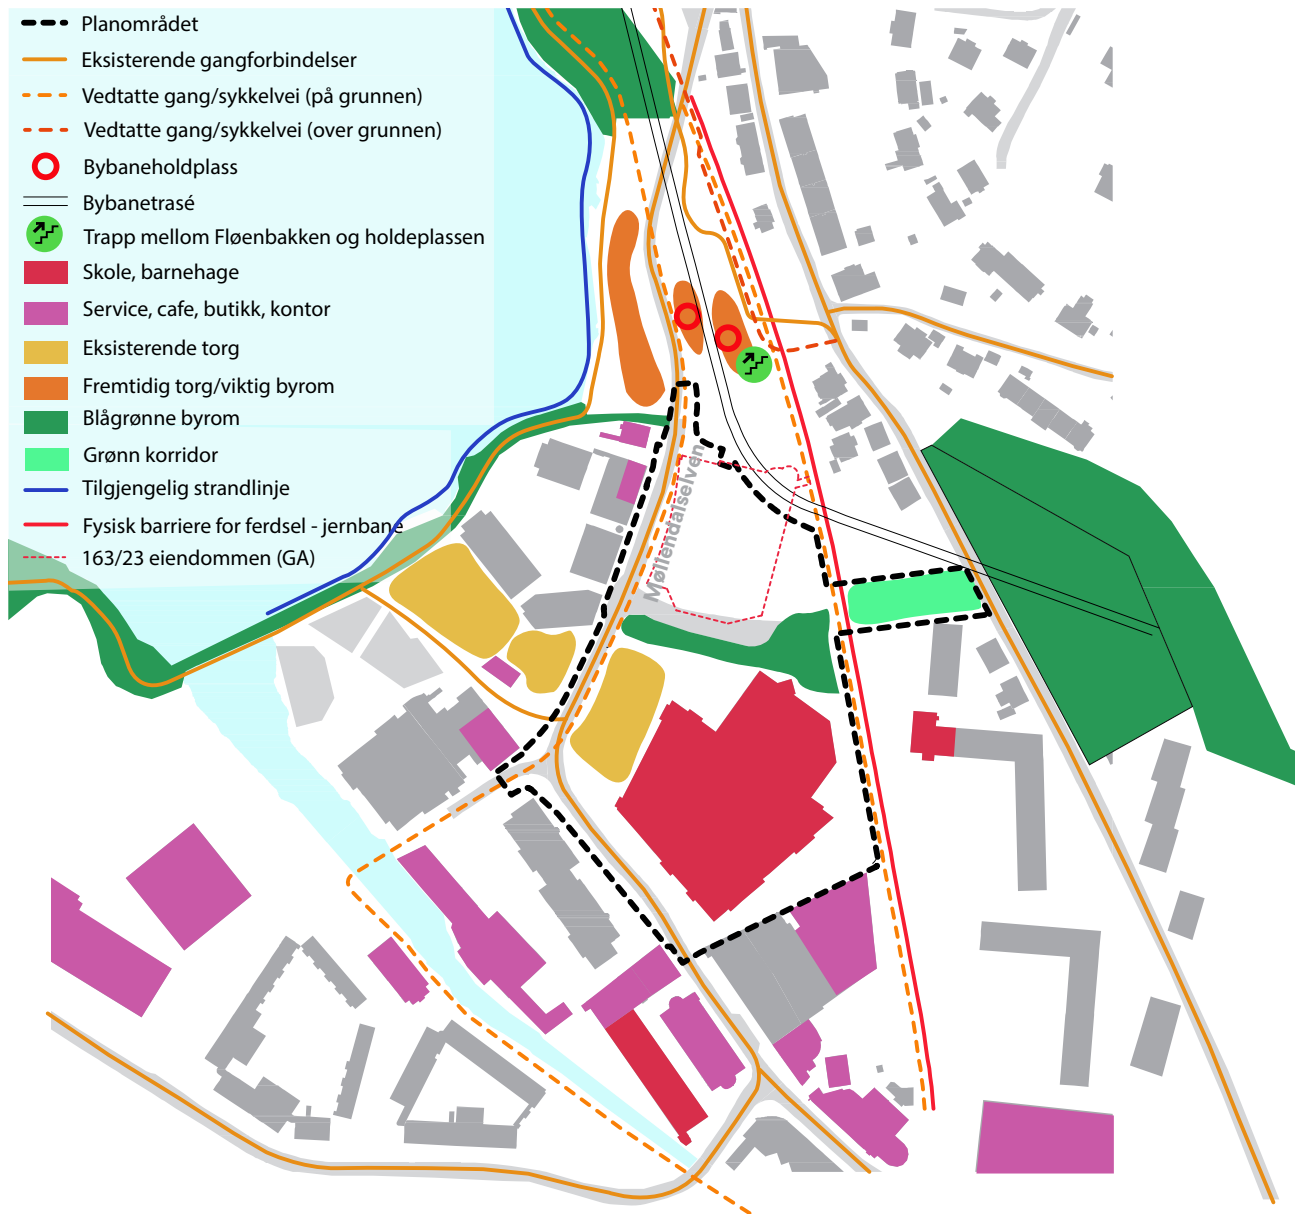 Planområdet
Eksisterende gangforbindelser
Vedtatte gang/sykkelvei (på grunnen)
Vedtatte gang/sykkelvei (over grunnen)
Bybaneholdplass
Bybanetrasé
Trapp mellom Fløenbakken og holdeplassen
Skole, barnehage
Service, cafe, butikk, kontor
Eksisterende torg
Fremtidig torg/viktig byrom
Blågrønne byrom
Grønn korridor
Tilgjengelig strandlinje
Fysisk barriere for ferdsel - jernbane
163/23 eiendommen (GA)
Møllendalselven